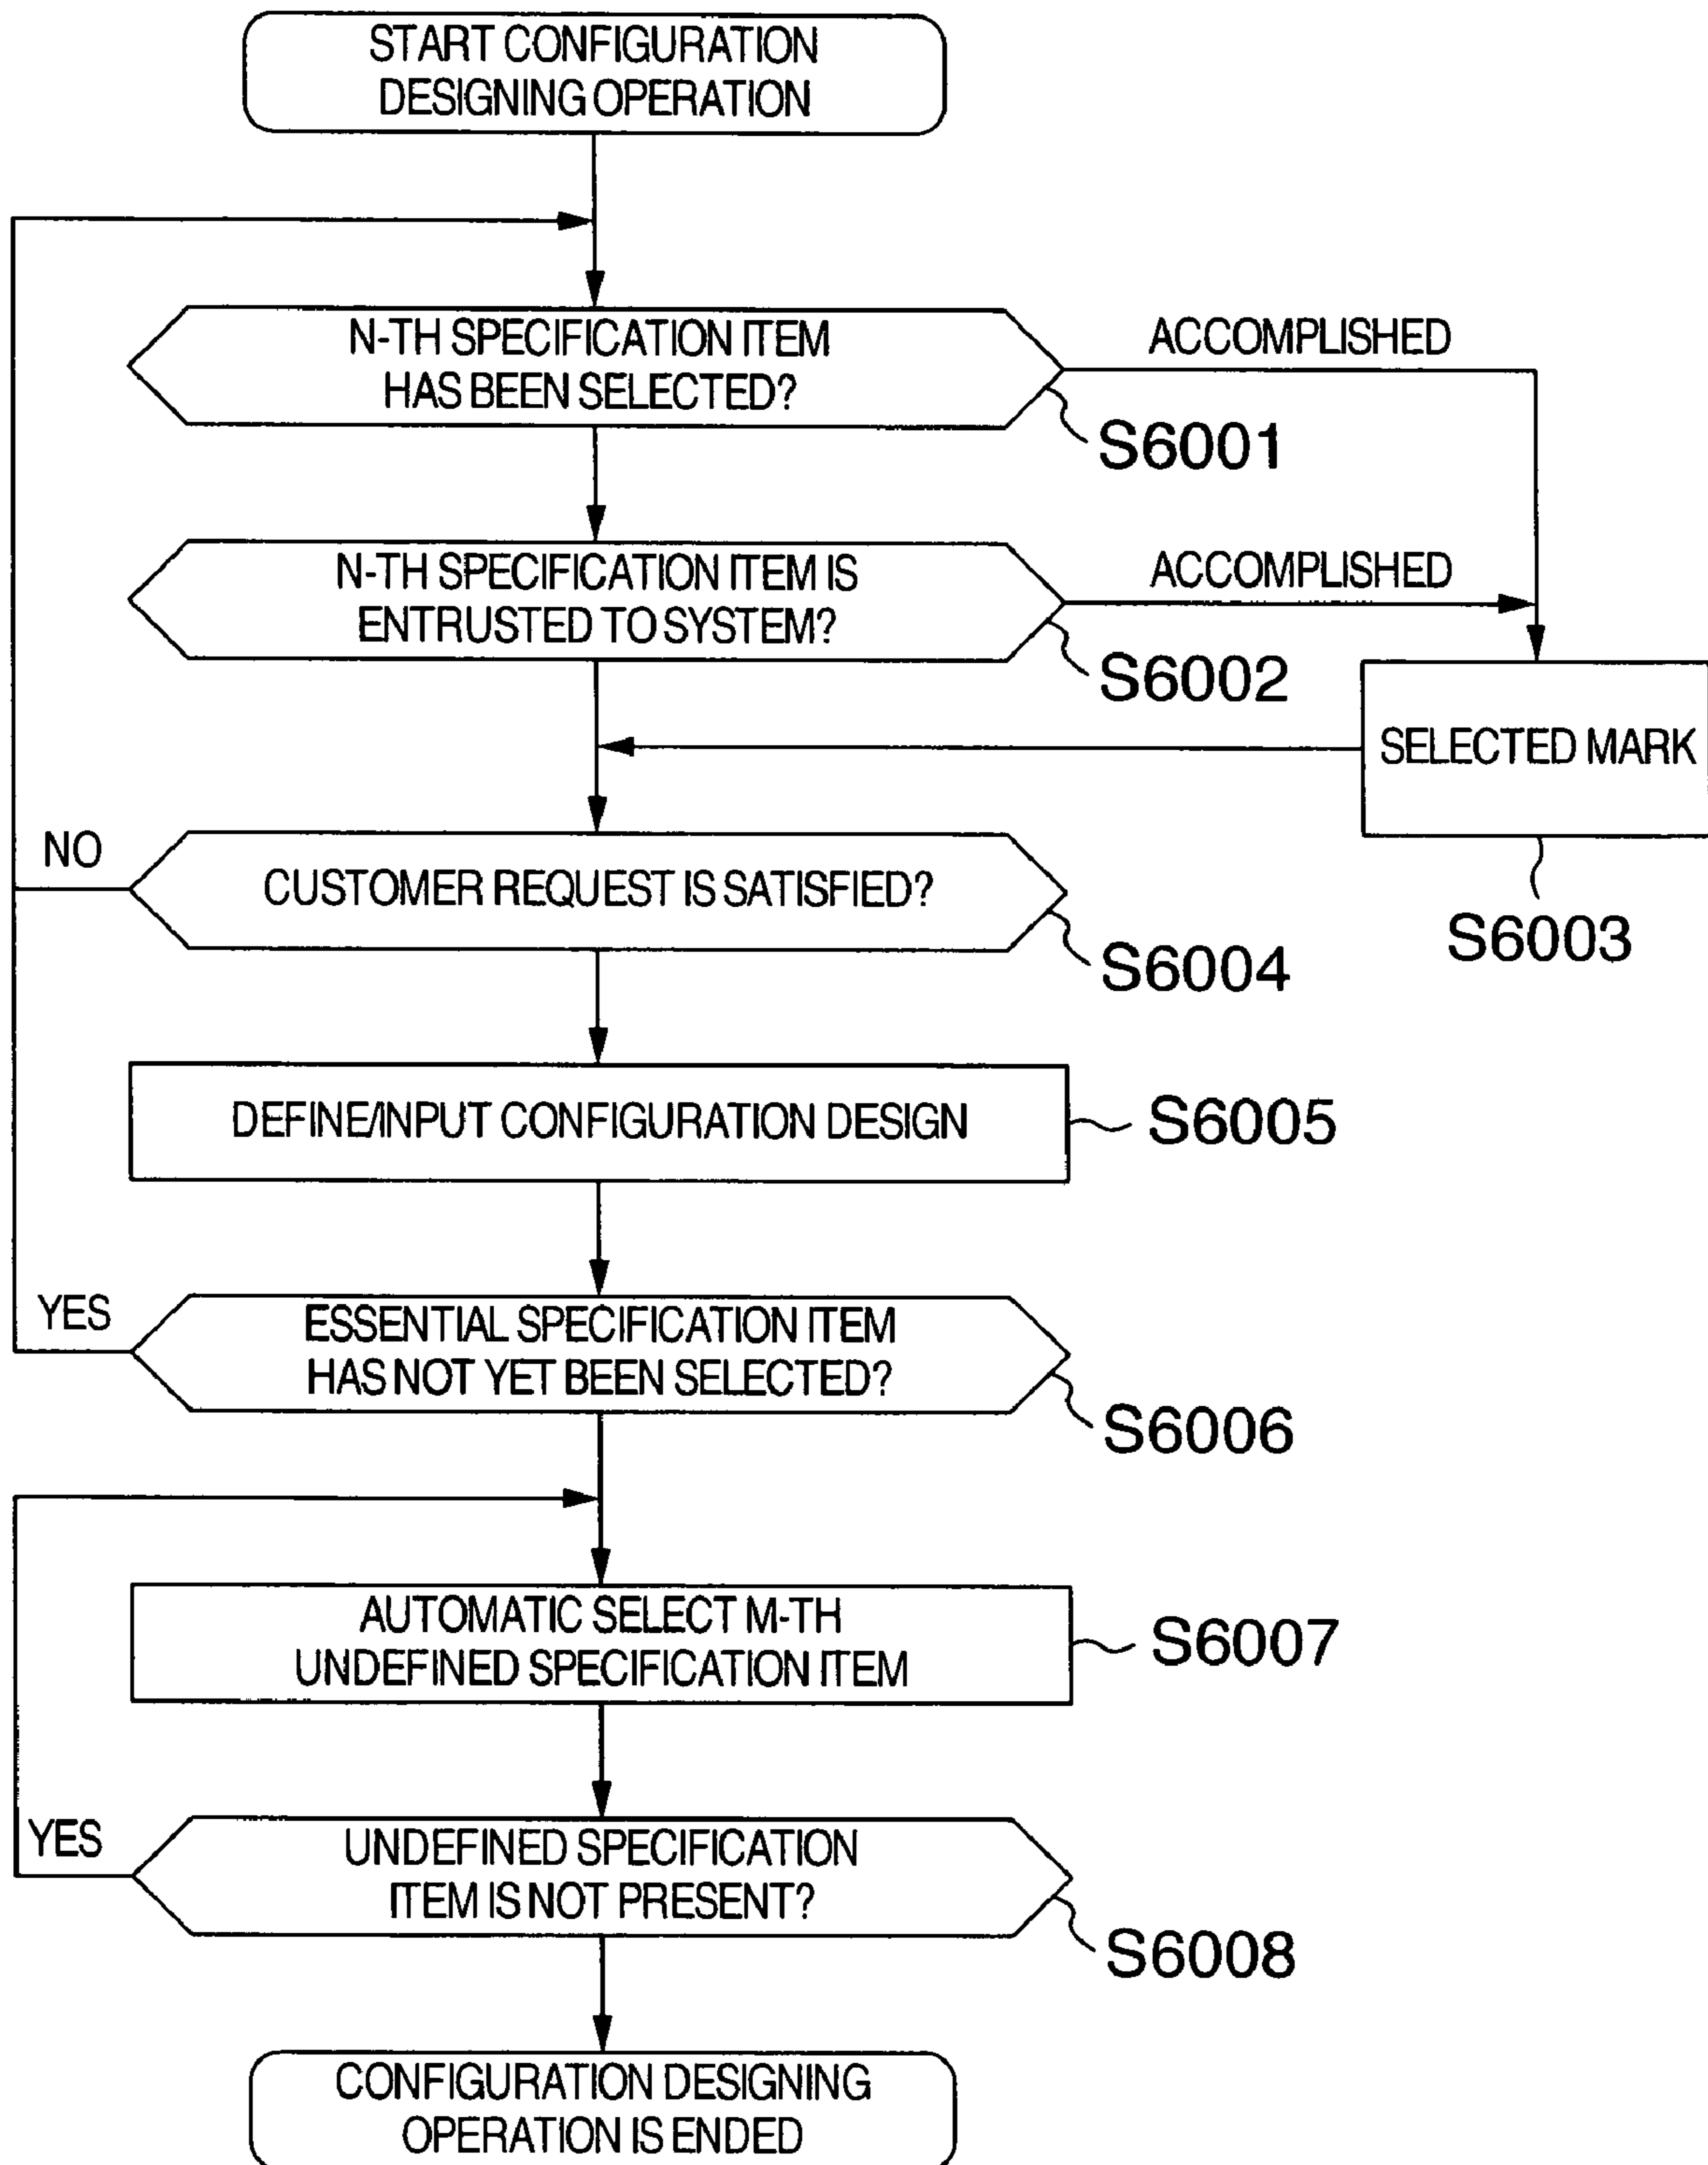 START CONFIGURATION
DESIGNING OPERATION
N-TH SPECIFICATION ITEM
HAS BEEN SELECTED?
ACCOMPLISHED
S6001
N-TH SPECIFICATION ITEM IS
ENTRUSTED TO SYSTEM?
ACCOMPLISHED
S6002
SELECTED MARK
S6003
NO
CUSTOMER REQUEST IS SATISFIED?
S6004
DEFINE/INPUT CONFIGURATION DESIGN
S6005
YES
ESSENTIAL SPECIFICATION ITEM
HAS NOT YET BEEN SELECTED?
S6006
AUTOMATIC SELECT M-TH
UNDEFINED SPECIFICATION ITEM
S6007
YES
UNDEFINED SPECIFICATION
ITEM IS NOT PRESENT?
S6008
CONFIGURATION DESIGNING
OPERATION IS ENDED